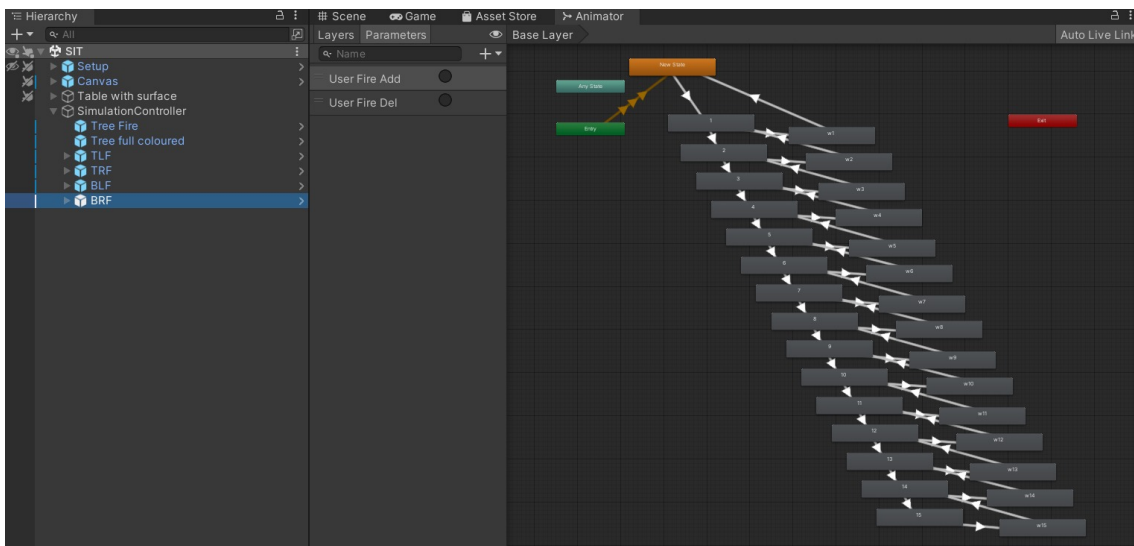 Hierarchy
All
SIT
Setup
Canvas
Table with surface
SimulationController
Tree Fire
Tree full coloured
TLF
TRF
BLF
BRF
Scene Game Asset Store Animator
Layers Parameters
Name
User Fire Add
User Fire Del
Base Layer
Auto Live Link
New State
Any State
Entry
Exit
1
w1
2
w2
3
w3
4
w4
5
w5
6
w6
7
w7
8
w8
9
w9
10
w10
11
w11
12
w12
13
w13
14
w14
15
w15